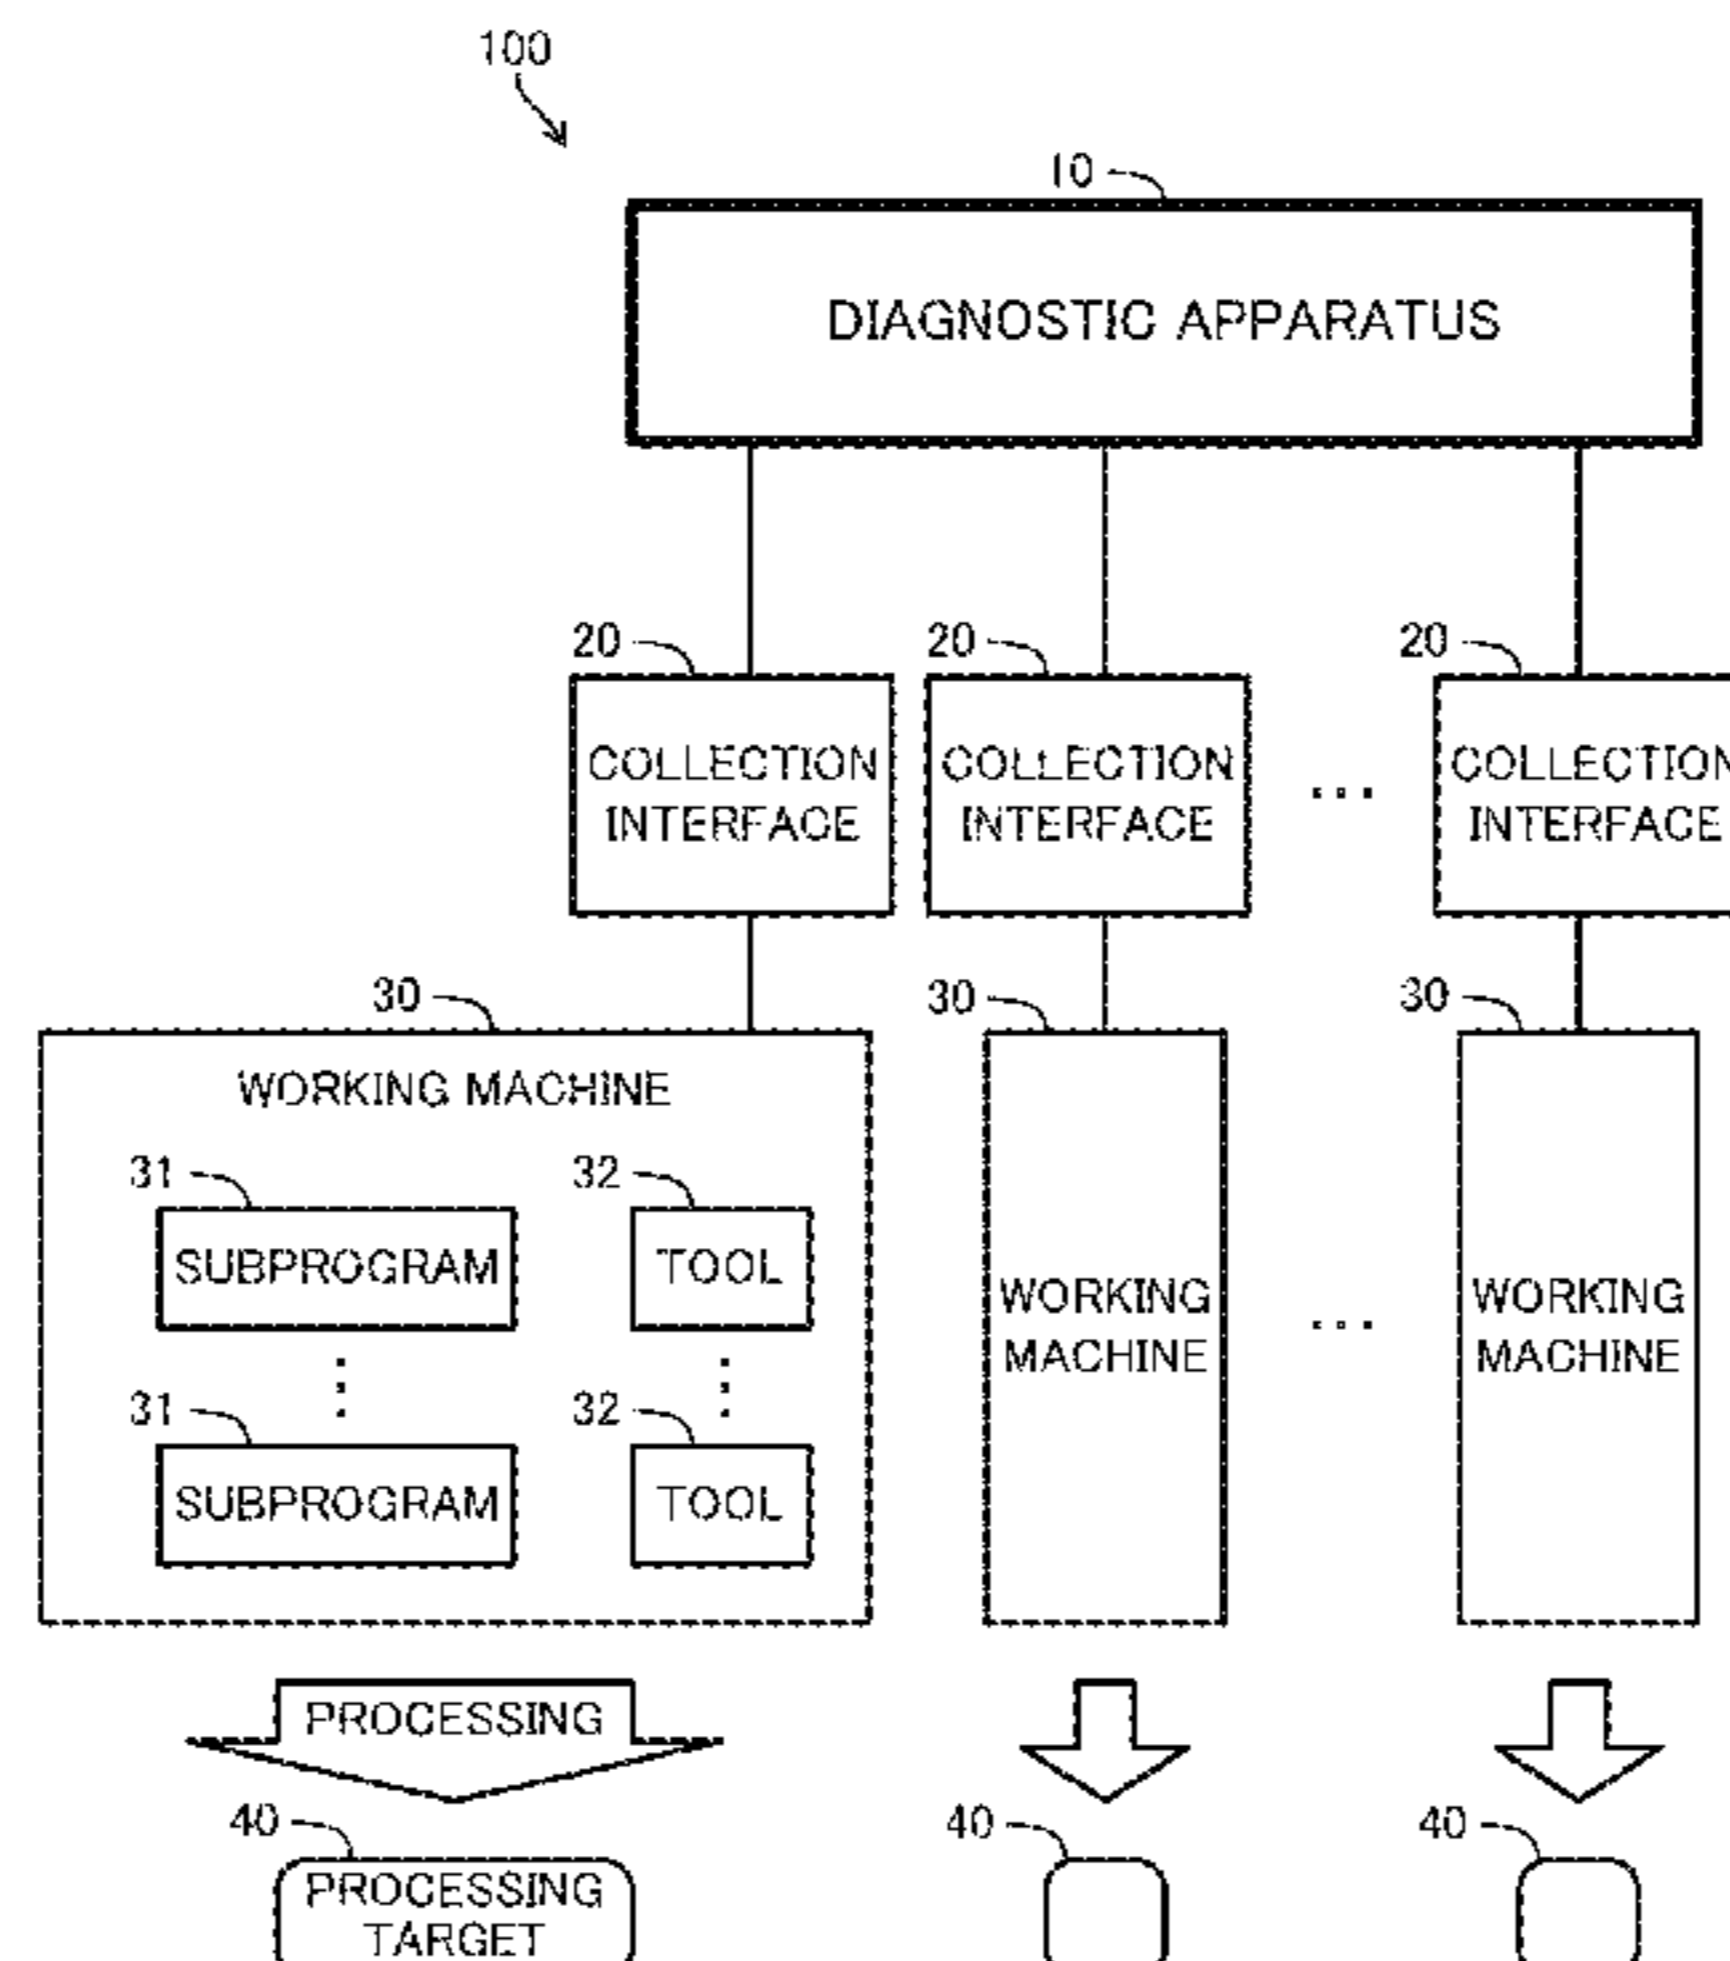 100
10
DIAGNOSTIC APPARATUS
20
20
20
COLLECTION
INTERFACE
COLLECTION
INTERFACE
...
COLLECTION
INTERFACE
30
30
30
WORKING MACHINE
31
32
SUBPROGRAM
TOOL
31
32
SUBPROGRAM
TOOL
WORKING
MACHINE
...
WORKING
MACHINE
PROCESSING
40
40
40
PROCESSING
TARGET